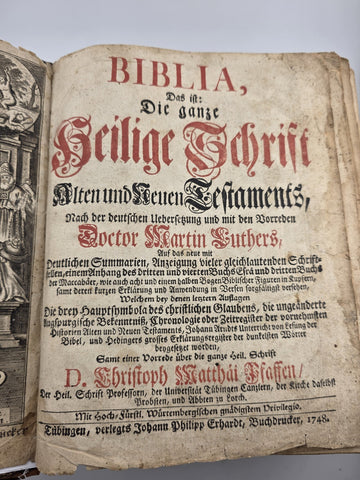 BIBLIA,
Das ist:
Die ganze
Heilige Schrift
Alten und Neuen Testaments,
Nach der deutschen Uebersetzung und mit den Vorreden
Doctor Martin Luthers,
Auf das neue mit
Deutlichen Summarien, Anzeigung vieler gleichlautenden Schrift-
stellen, einem Anhang des dritten und vierten Buchs Esrä und dritten Buchs
der Maccabäer, wie auch acht und einem halben Bogen Biblischer Figuren in Kupfern,
samt deren kurzen Erklärung und Anwendung in Versen sorgfältigst versehen,
Welchem bey denen letztern Auflagen
Die drey Hauptsymbola des christlichen Glaubens, die ungeänderte
Augspurgische Bekenntniß, Chronologie oder Zeitregister der vornehmsten
Historien Alten und Neuen Testaments, Johann Arndts Unterricht von Lesung der
Bibel, und Hedingers grosses Erklärungsregister der dunkelsten Wörter
beygesetzt worden,
Samt einer Vorrede über die ganze Heil. Schrift
D. Christoph Matthäi Pfaffen,
Der Heil. Schrift Professorn, der Universität Tübingen Canzlern, der Kirche daselbst
Probsten, und Abbten zu Lorch.
Mit Hoch-Fürstl. Würtembergischen gnädigstem Privilegio.
Tübingen, verlegts Johann Philipp Erhardt, Buchdrucker, 1748.